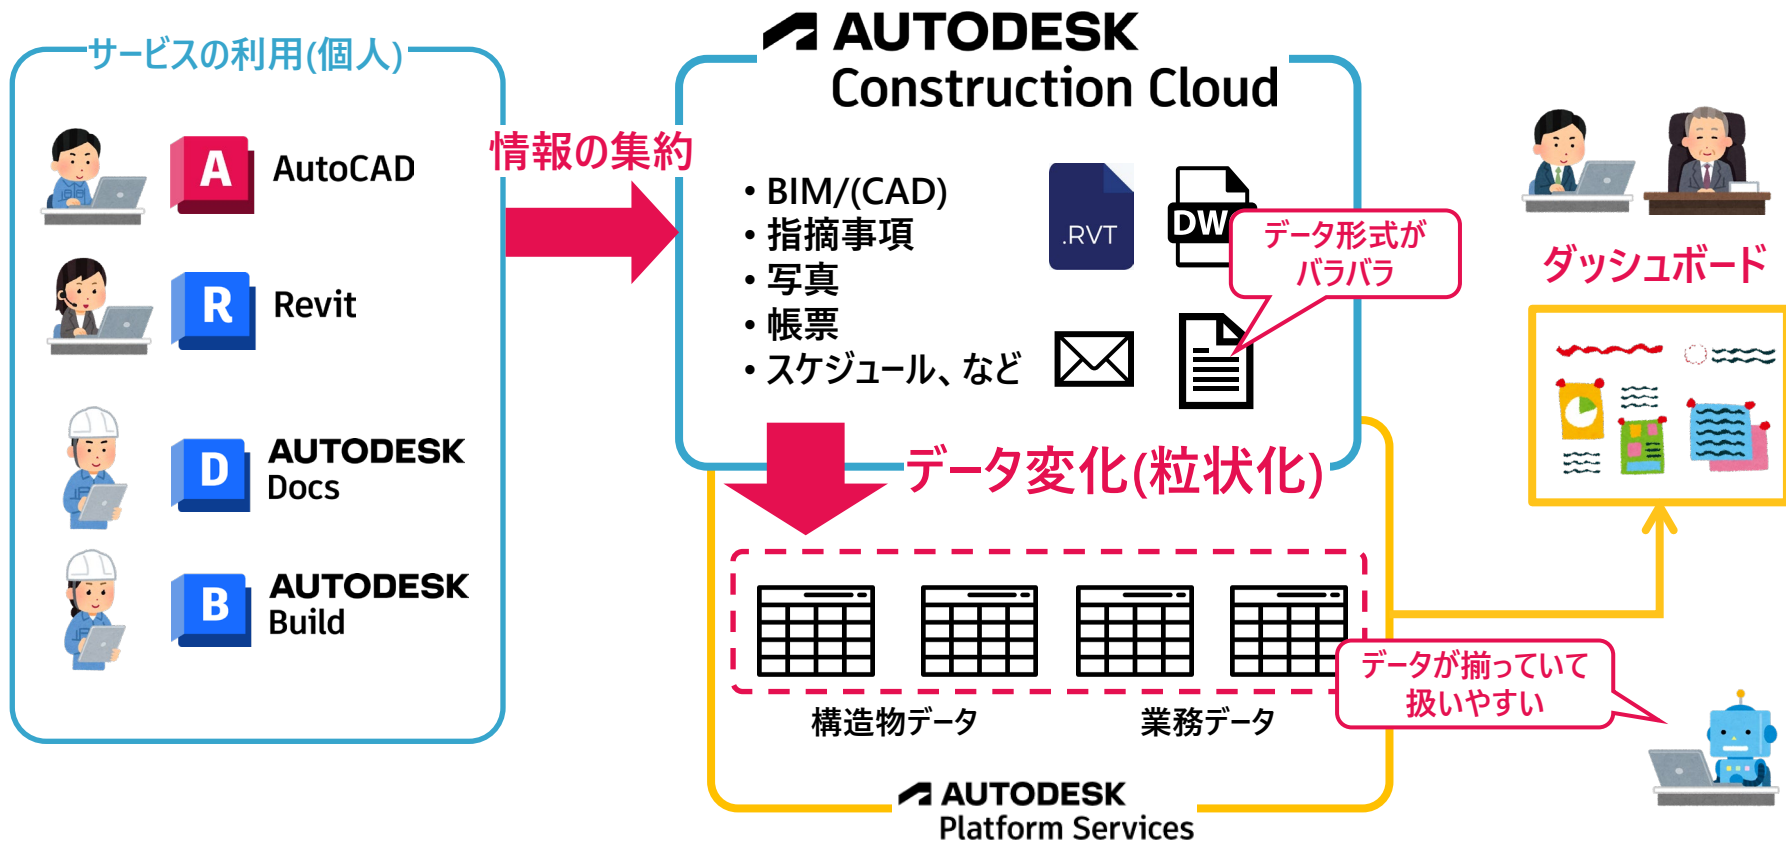 サービスの利用(個人)
A
AutoCAD
R
Revit
D
AUTODESK
Docs
B
AUTODESK
Build
情報の集約
AUTODESK
Construction Cloud
・BIM/(CAD)
・指摘事項
・写真
・帳票
・スケジュール、など
.RVT
DW
データ形式が
バラバラ
データ変化(粒状化)
構造物データ
業務データ
AUTODESK
Platform Services
ダッシュボード
データが揃っていて
扱いやすい